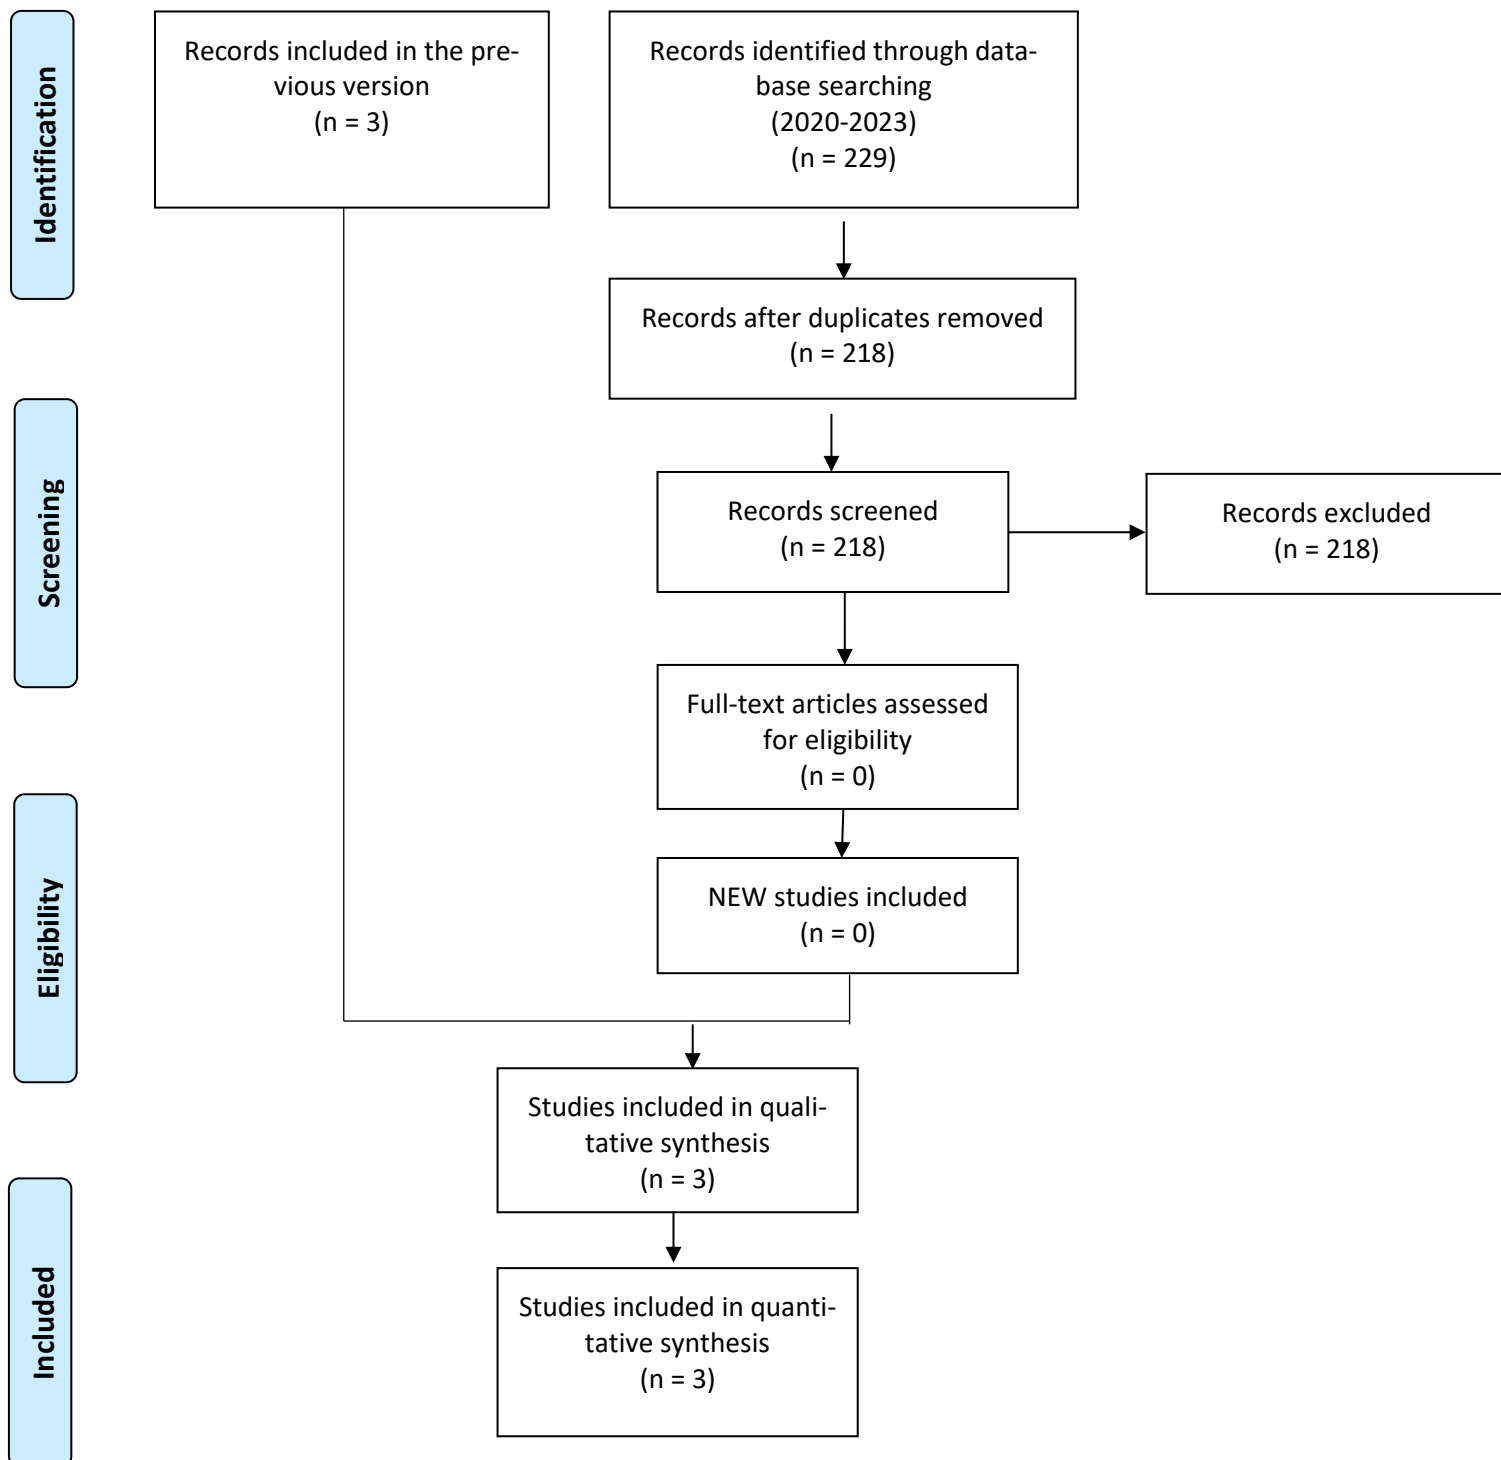 Identification
Records included in the pre-
vious version
(n = 3)
Records identified through data-
base searching
(2020-2023)
(n = 229)
Records after duplicates removed
(n = 218)
Screening
Records screened
(n = 218)
Records excluded
(n = 218)
Full-text articles assessed
for eligibility
(n = 0)
Eligibility
NEW studies included
(n = 0)
Studies included in quali-
tative synthesis
(n = 3)
Included
Studies included in quanti-
tative synthesis
(n = 3)